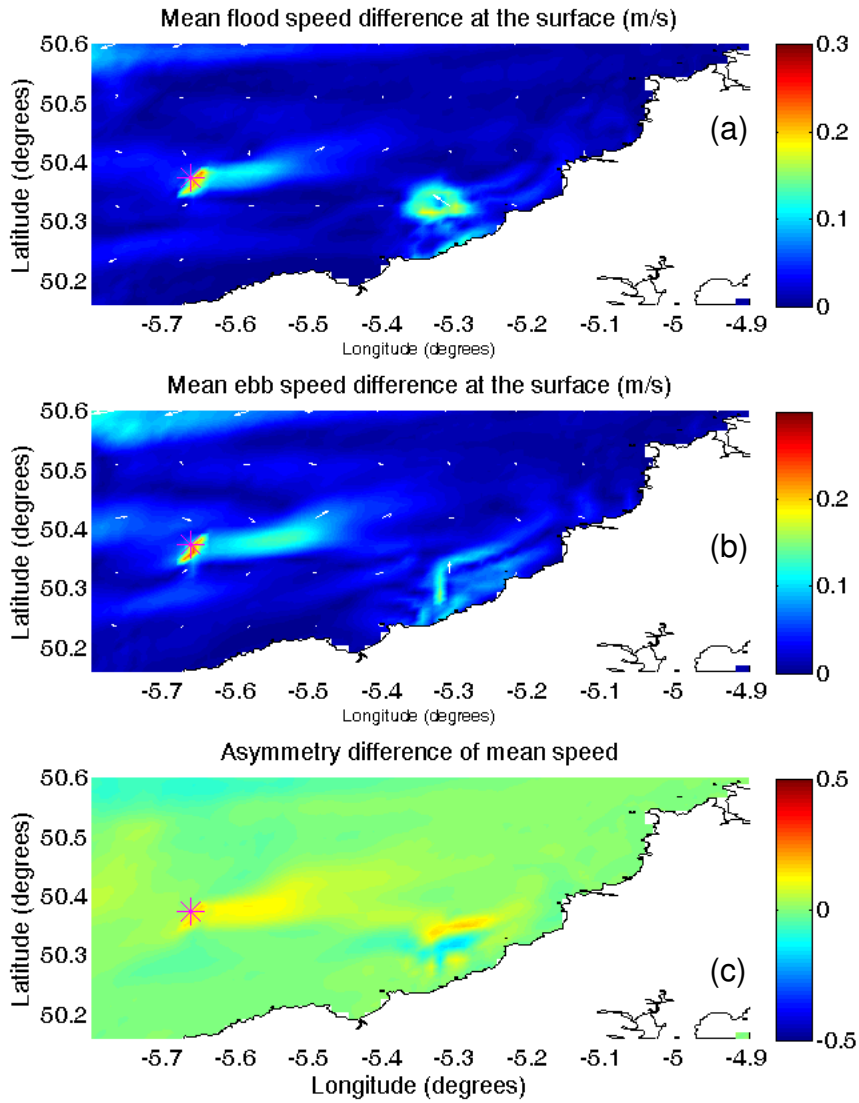 Mean flood speed difference at the surface (m/s)
50.6
50.5
50.4
50.3
50.2
Latitude (degrees)
(a)
0.3
0.2
0.1
0
-5.7 -5.6 -5.5 -5.4 -5.3 -5.2 -5.1 -5 -4.9
Longitude (degrees)
Mean ebb speed difference at the surface (m/s)
50.6
50.5
50.4
50.3
50.2
Latitude (degrees)
(b)
0.2
0.1
0
-5.7 -5.6 -5.5 -5.4 -5.3 -5.2 -5.1 -5 -4.9
Longitude (degrees)
Asymmetry difference of mean speed
50.6
50.5
50.4
50.3
50.2
Latitude (degrees)
(c)
0.5
0
-0.5
-5.7 -5.6 -5.5 -5.4 -5.3 -5.2 -5.1 -5 -4.9
Longitude (degrees)